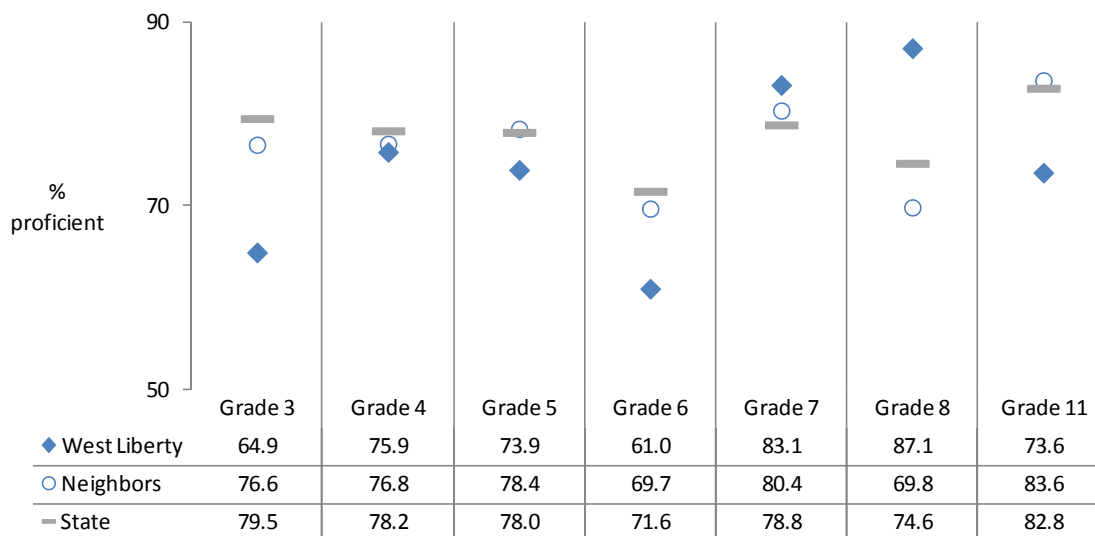 90
70
50
%
proficient
Grade 3 Grade 4 Grade 5 Grade 6 Grade 7 Grade 8 Grade 11
West Liberty 64.9 75.9 73.9 61.0 83.1 87.1 73.6
Neighbors 76.6 76.8 78.4 69.7 80.4 69.8 83.6
State 79.5 78.2 78.0 71.6 78.8 74.6 82.8